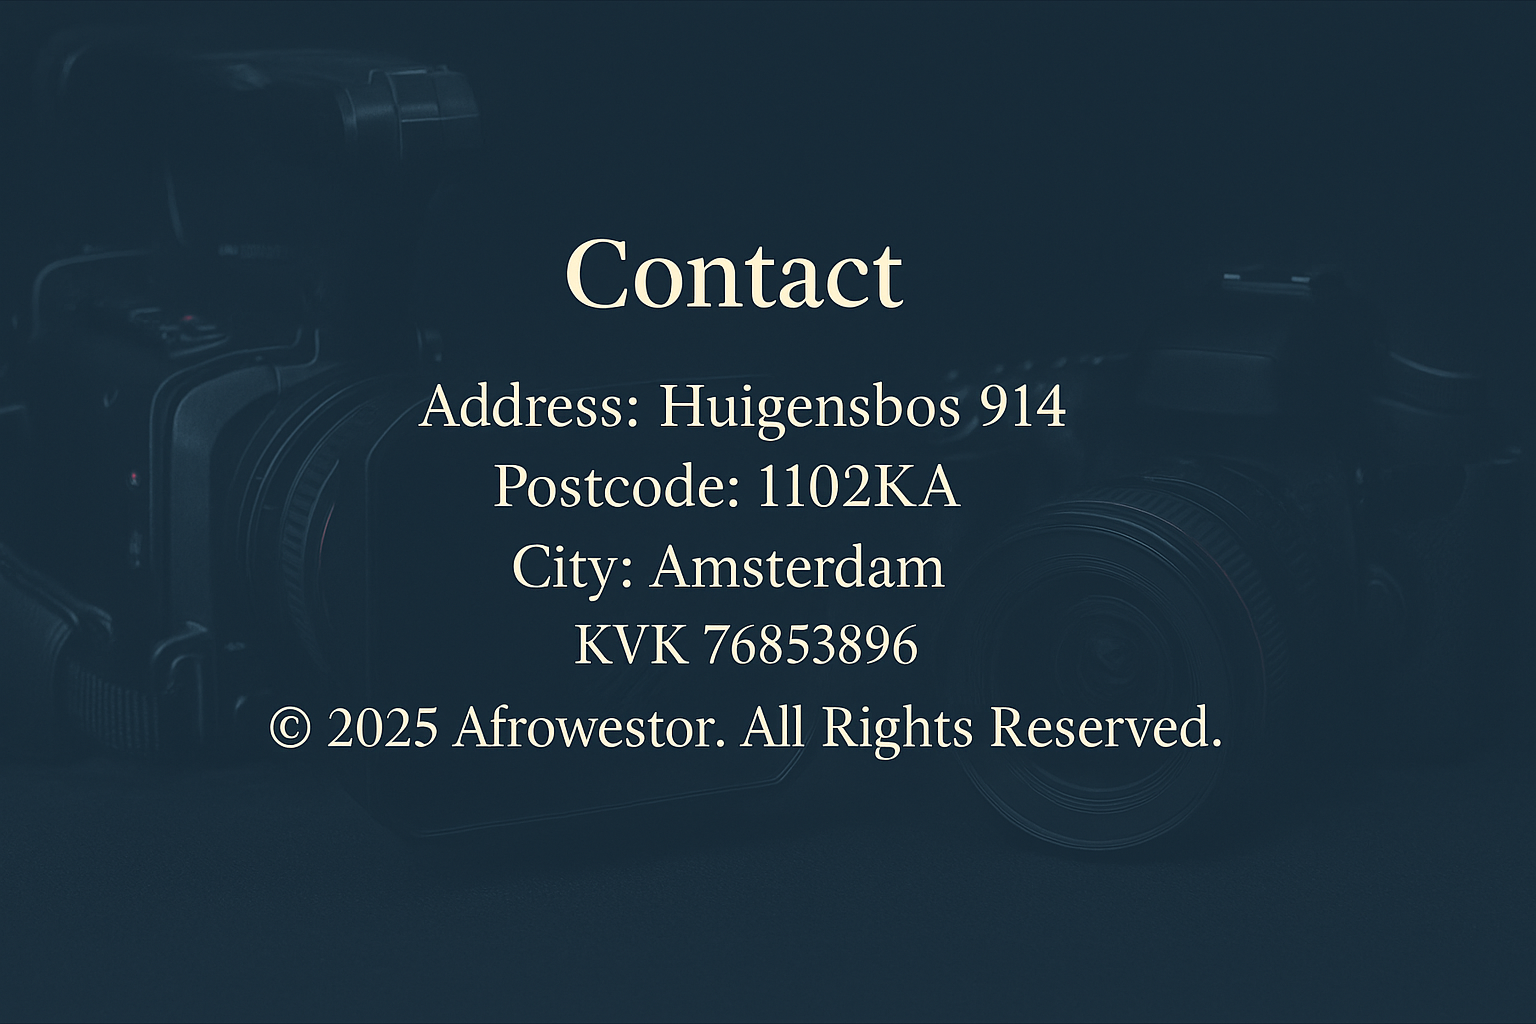 Contact
Address: Huigensbos 914
Postcode: 1102KA
City: Amsterdam
KVK 76853896
© 2025 Afrowestor. All Rights Reserved.